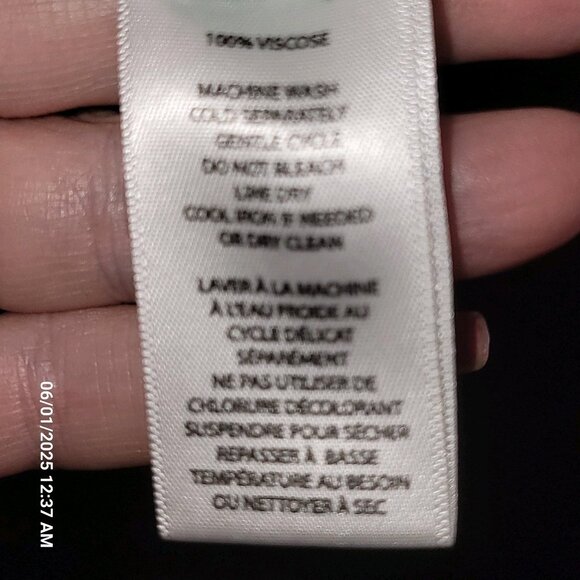 100% VISCOSE
MACHINE WASH
COLD SEPARATELY
GENTLE CYCLE
DO NOT BLEACH
LINE DRY
COOL IRON IF NEEDED
OR DRY CLEAN
LAVER À LA MACHINE
À L'EAU FROIDE AU
CYCLE DÉLICAT
SÉPARÉMENT
NE PAS UTILISER DE
CHLORURE DÉCOLORANT
SUSPENDRE POUR SÉCHER
REPASSER À BASSE
TEMPÉRATURE AU BESOIN
OU NETTOYER À SEC
06/01/2025 12:37 AM